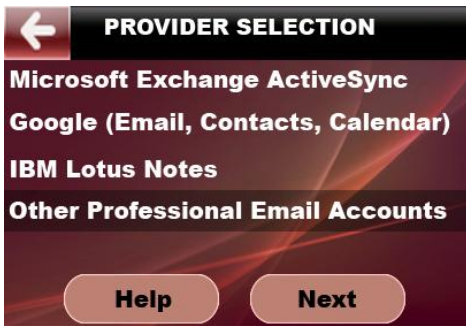 PROVIDER SELECTION
Microsoft Exchange ActiveSync
Google (Email, Contacts, Calendar)
IBM Lotus Notes
Other Professional Email Accounts
Help Next